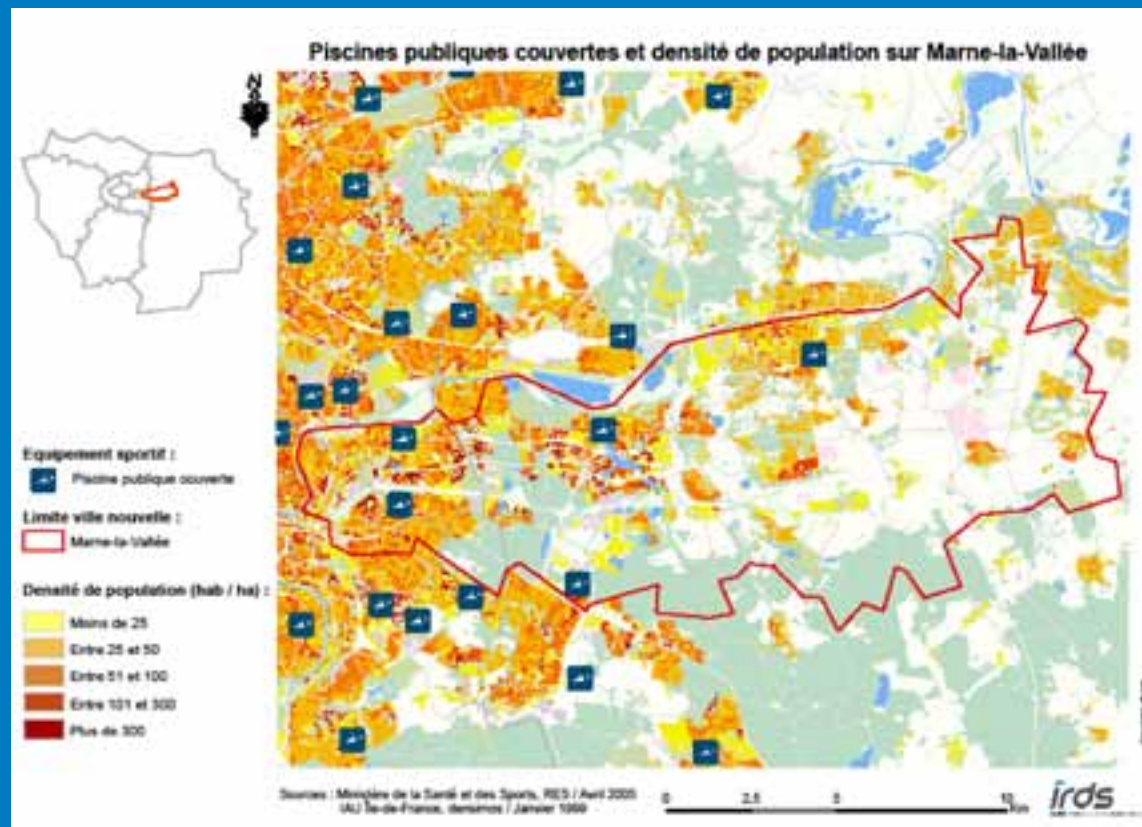 Piscines publiques couvertes et densité de population sur Marne-la-Vallée
N
Equipement sportif :
Piscine publique couverte
Limite ville nouvelle :
Marne-la-Vallée
Densité de population (hab / ha) :
Moins de 25
Entre 25 et 50
Entre 51 et 100
Entre 101 et 300
Plus de 300
Sources : Ministère de la Santé et des Sports, RES / Avril 2005
IAU Île-de-France, densimos / Janvier 1999
0 2,5 5 10
Km
irds